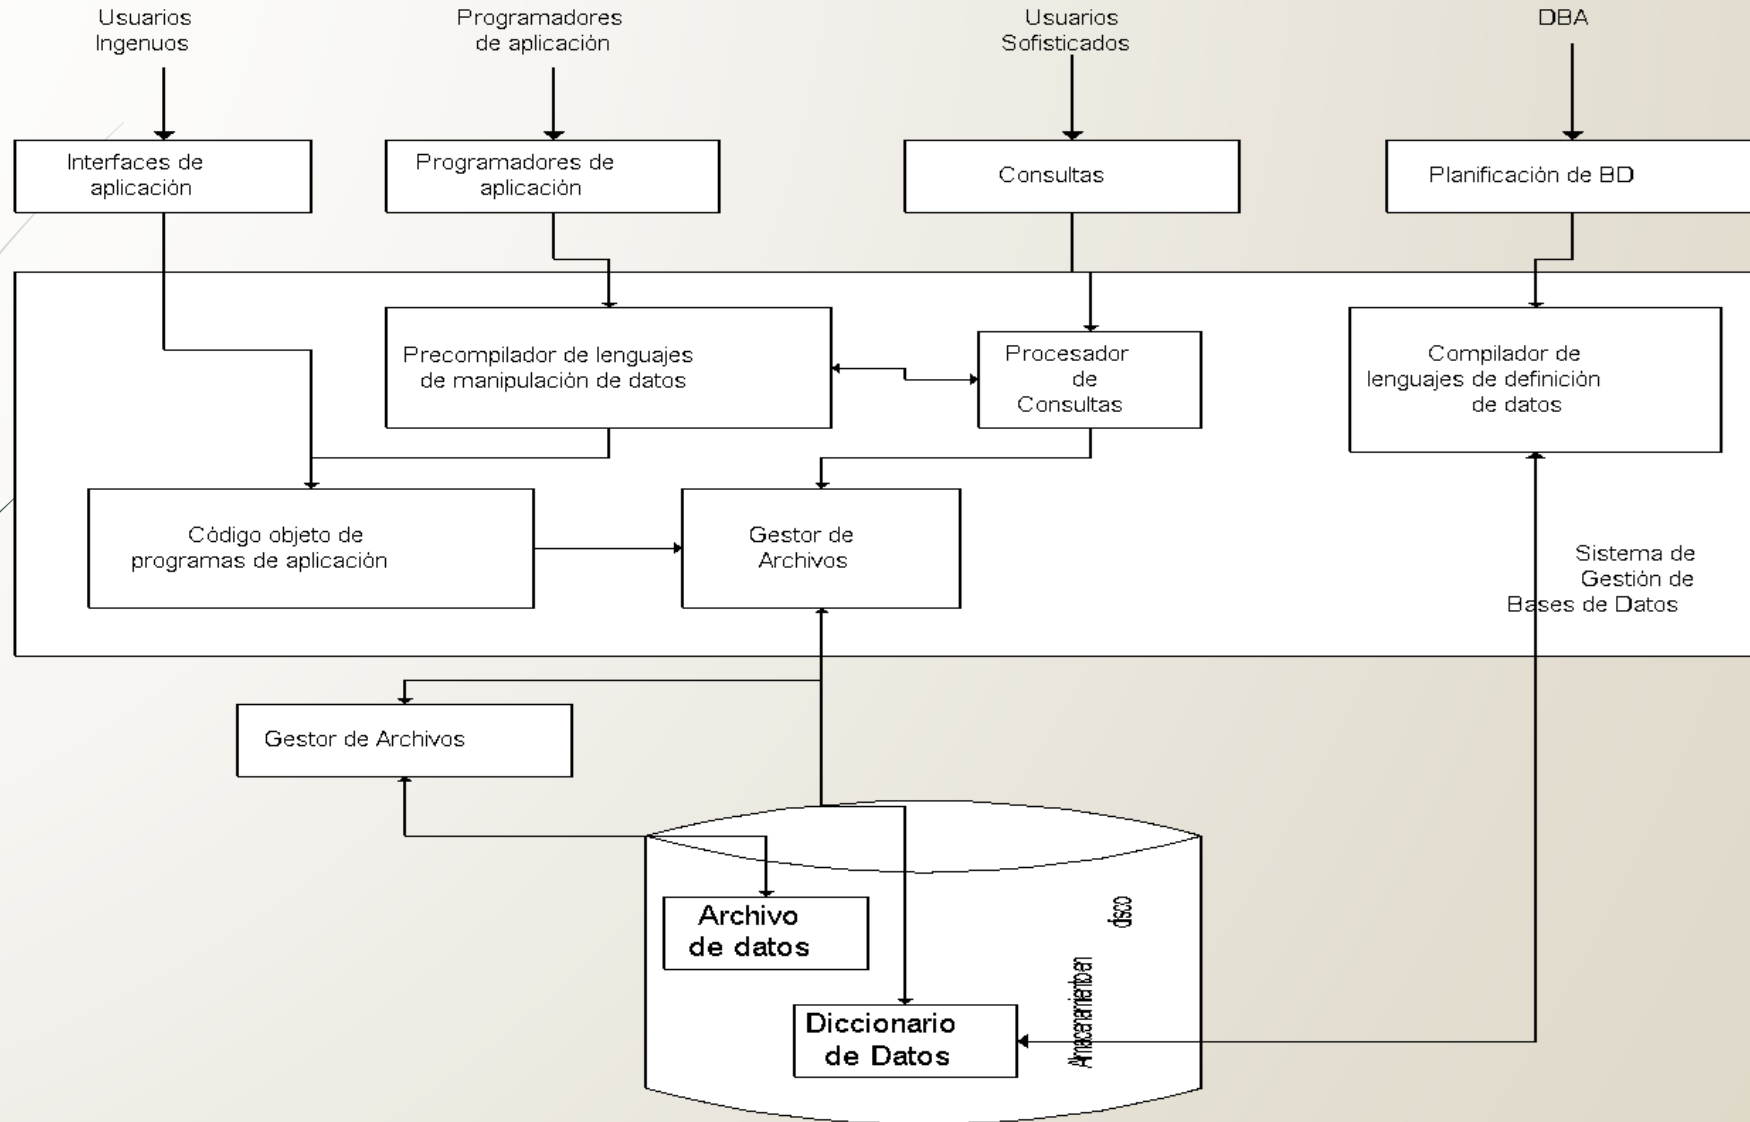 Usuarios
Ingenuos
Programadores
de aplicación
Usuarios
Sofisticados
DBA
Interfaces de
aplicación
Programadores de
aplicación
Consultas
Planificación de BD
Precompilador de lenguajes
de manipulación de datos
Procesador
de
Consultas
Compilador de
lenguajes de definición
de datos
Código objeto de
programas de aplicación
Gestor de
Archivos
Sistema de
Gestión de
Bases de Datos
Gestor de Archivos
Archivo
de datos
Diccionario
de Datos
Almacenamiento en
disco